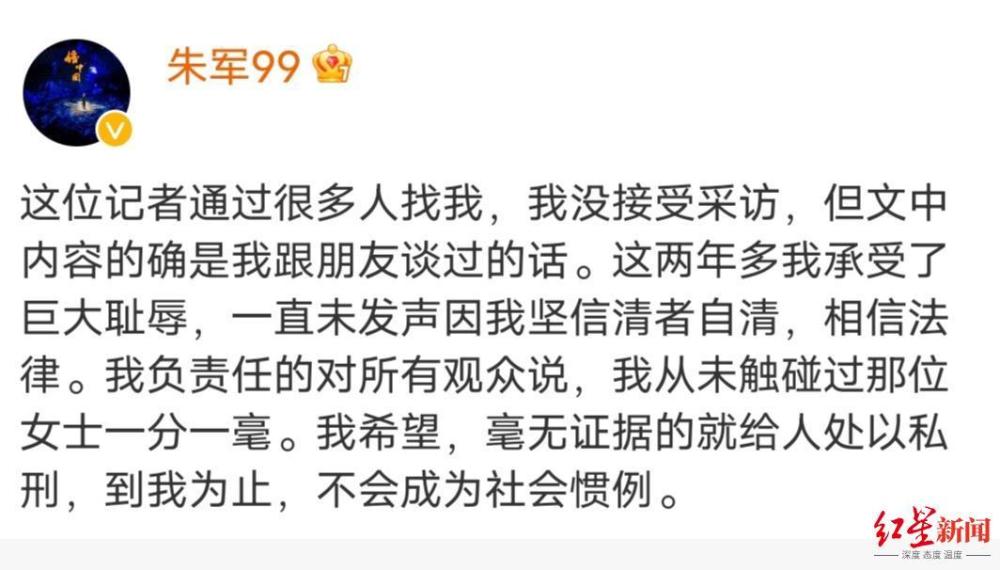 朱军99
这位记者通过很多人找我，我没接受采访，但文中
内容的确是我跟朋友谈过的话。这两年多我承受了
巨大耻辱，一直未发声因我坚信清者自清，相信法
律。我负责任的对所有观众说，我从未触碰过那位
女士一分一毫。我希望，毫无证据的就给人处以私
刑，到我为止，不会成为社会惯例。
红星新闻
深度 态度 温度